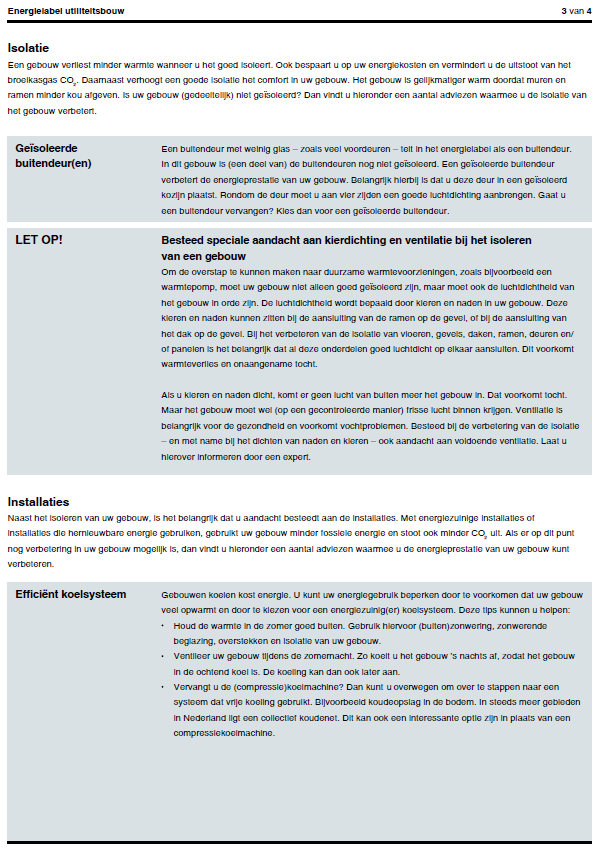 Energielabel utiliteitsbouw
3 van 4
Isolatie
Een gebouw verliest minder warmte wanneer u het goed isoleert. Ook bespaart u op uw energiekosten en vermindert u de uitstoot van het
broeikasgas CO₂. Daarnaast verhoogt een goede isolatie het comfort in uw gebouw. Het gebouw is gelijkmatiger warm doordat muren en
ramen minder kou afgeven. Is uw gebouw (gedeeltelijk) niet geïsoleerd? Dan vindt u hieronder een aantal adviezen waarmee u de isolatie van
het gebouw verbetert.
Geïsoleerde
buitendeur(en)
Een buitendeur met weinig glas – zoals veel voordeuren – telt in het energielabel als een buitendeur.
In dit gebouw is (een deel van) de buitendeuren nog niet geïsoleerd. Een geïsoleerde buitendeur
verbetert de energieprestatie van uw gebouw. Belangrijk hierbij is dat u deze deur in een geïsoleerd
kozijn plaatst. Rondom de deur moet u aan vier zijden een goede luchtdichting aanbrengen. Gaat u
een buitendeur vervangen? Kies dan voor een geïsoleerde buitendeur.
LET OP!
Besteed speciale aandacht aan kierdichting en ventilatie bij het isoleren
van een gebouw
Om de overstap te kunnen maken naar duurzame warmtevoorzieningen, zoals bijvoorbeeld een
warmtepomp, moet uw gebouw niet alleen goed geïsoleerd zijn, maar moet ook de luchtdichtheid van
het gebouw in orde zijn. De luchtdichtheid wordt bepaald door kieren en naden in uw gebouw. Deze
kieren en naden kunnen zitten bij de aansluiting van de ramen op de gevel, of bij de aansluiting van
het dak op de gevel. Bij het verbeteren van de isolatie van vloeren, gevels, daken, ramen, deuren en/
of panelen is het belangrijk dat al deze onderdelen goed luchtdicht op elkaar aansluiten. Dit voorkomt
warmteverlies en onaangename tocht.
Als u kieren en naden dicht, komt er geen lucht van buiten meer het gebouw in. Dat voorkomt tocht.
Maar het gebouw moet wel (op een gecontroleerde manier) frisse lucht binnen krijgen. Ventilatie is
belangrijk voor de gezondheid en voorkomt vochtproblemen. Besteed bij de verbetering van de isolatie
– en met name bij het dichten van naden en kieren – ook aandacht aan voldoende ventilatie. Laat u
hierover informeren door een expert.
Installaties
Naast het isoleren van uw gebouw, is het belangrijk dat u aandacht besteedt aan de installaties. Met energiezuinige installaties of
installaties die hernieuwbare energie gebruiken, gebruikt uw gebouw minder fossiele energie en stoot ook minder CO₂ uit. Als er op dit punt
nog verbetering in uw gebouw mogelijk is, dan vindt u hieronder een aantal adviezen waarmee u de energieprestatie van uw gebouw kunt
verbeteren.
Efficiënt koelsysteem
Gebouwen koelen kost energie. U kunt uw energiegebruik beperken door te voorkomen dat uw gebouw
veel opwarmt en door te kiezen voor een energiezuinig(er) koelsysteem. Deze tips kunnen u helpen:
• Houd de warmte in de zomer goed buiten. Gebruik hiervoor (buiten)zonwering, zonwerende
beglazing, overstekken en isolatie van uw gebouw.
• Ventileer uw gebouw tijdens de zomernacht. Zo koelt u het gebouw 's nachts af, zodat het gebouw
in de ochtend koel is. De koeling kan dan ook later aan.
• Vervangt u de (compressie)koelmachine? Dan kunt u overwegen om over te stappen naar een
systeem dat vrije koeling gebruikt. Bijvoorbeeld koudeopslag in de bodem. In steeds meer gebieden
in Nederland ligt een collectief koudenet. Dit kan ook een interessante optie zijn in plaats van een
compressiekoelmachine.